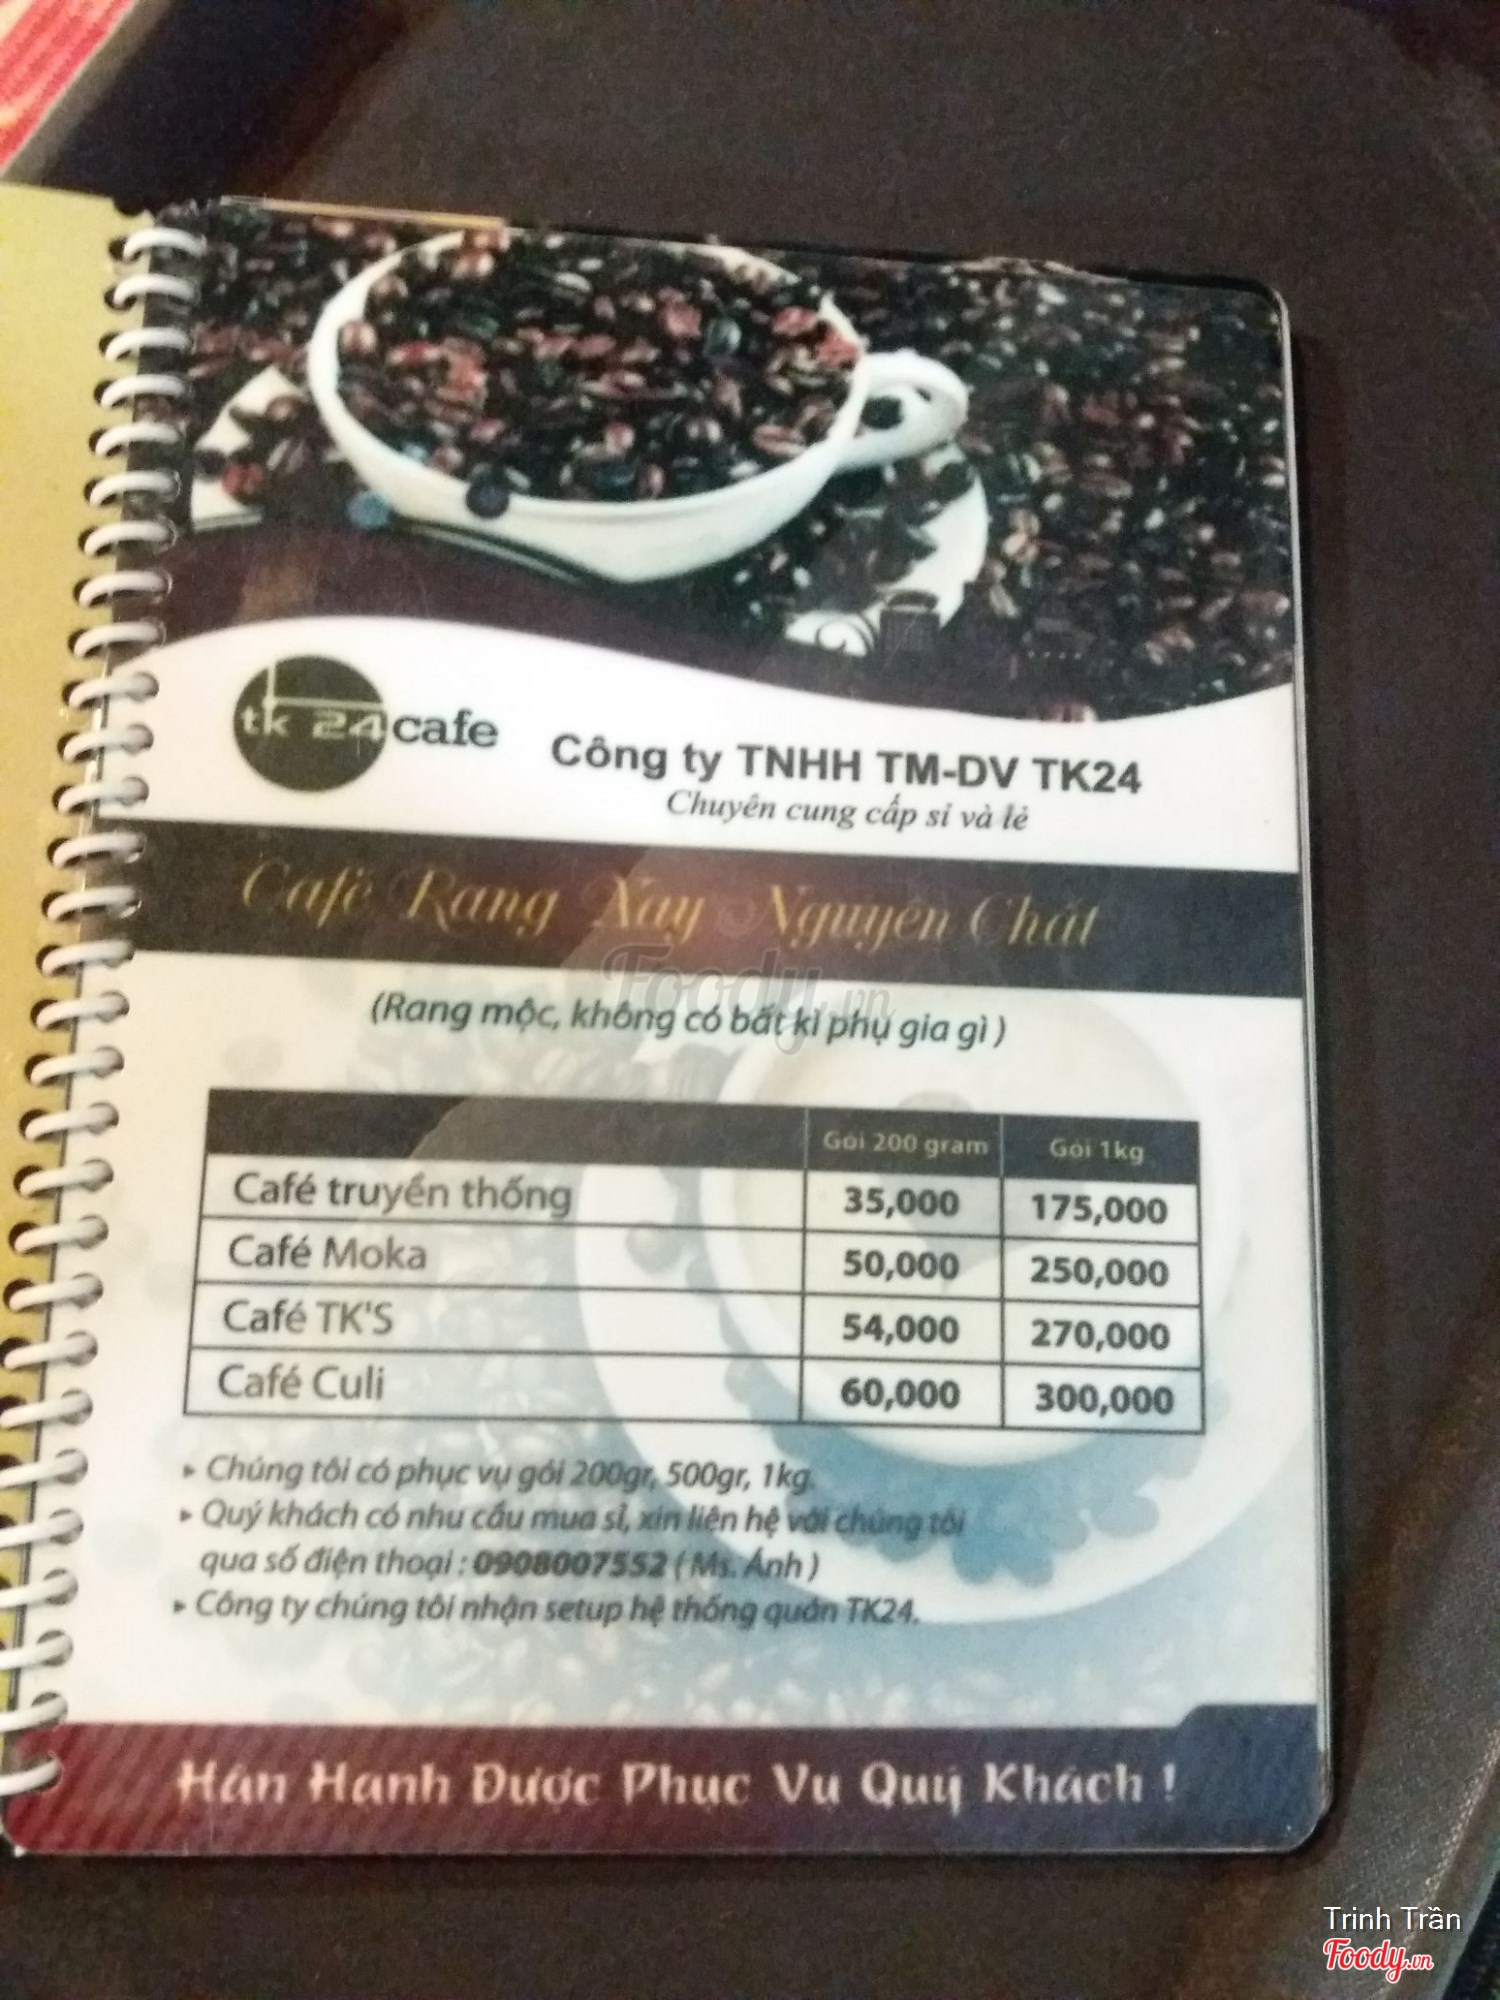 tk 24 cafe
Công ty TNHH TM-DV TK24
Chuyên cung cấp sỉ và lẻ
Café Rang Xay Nguyên Chất
Foody.vn
(Rang mộc, không có bất kì phụ gia gì )
Gói 200 gram Gói 1kg
Café truyền thống 35,000 175,000
Café Moka 50,000 250,000
Café TK'S 54,000 270,000
Café Culi 60,000 300,000
▸ Chúng tôi có phục vụ gói 200gr, 500gr, 1kg.
▸ Quý khách có nhu cầu mua sỉ, xin liên hệ với chúng tôi
qua số điện thoại : 0908007552 ( Ms. Ánh )
▸ Công ty chúng tôi nhận setup hệ thống quán TK24.
Hân Hạnh Được Phục Vụ Quý Khách !
Trinh Trần
Foody.vn